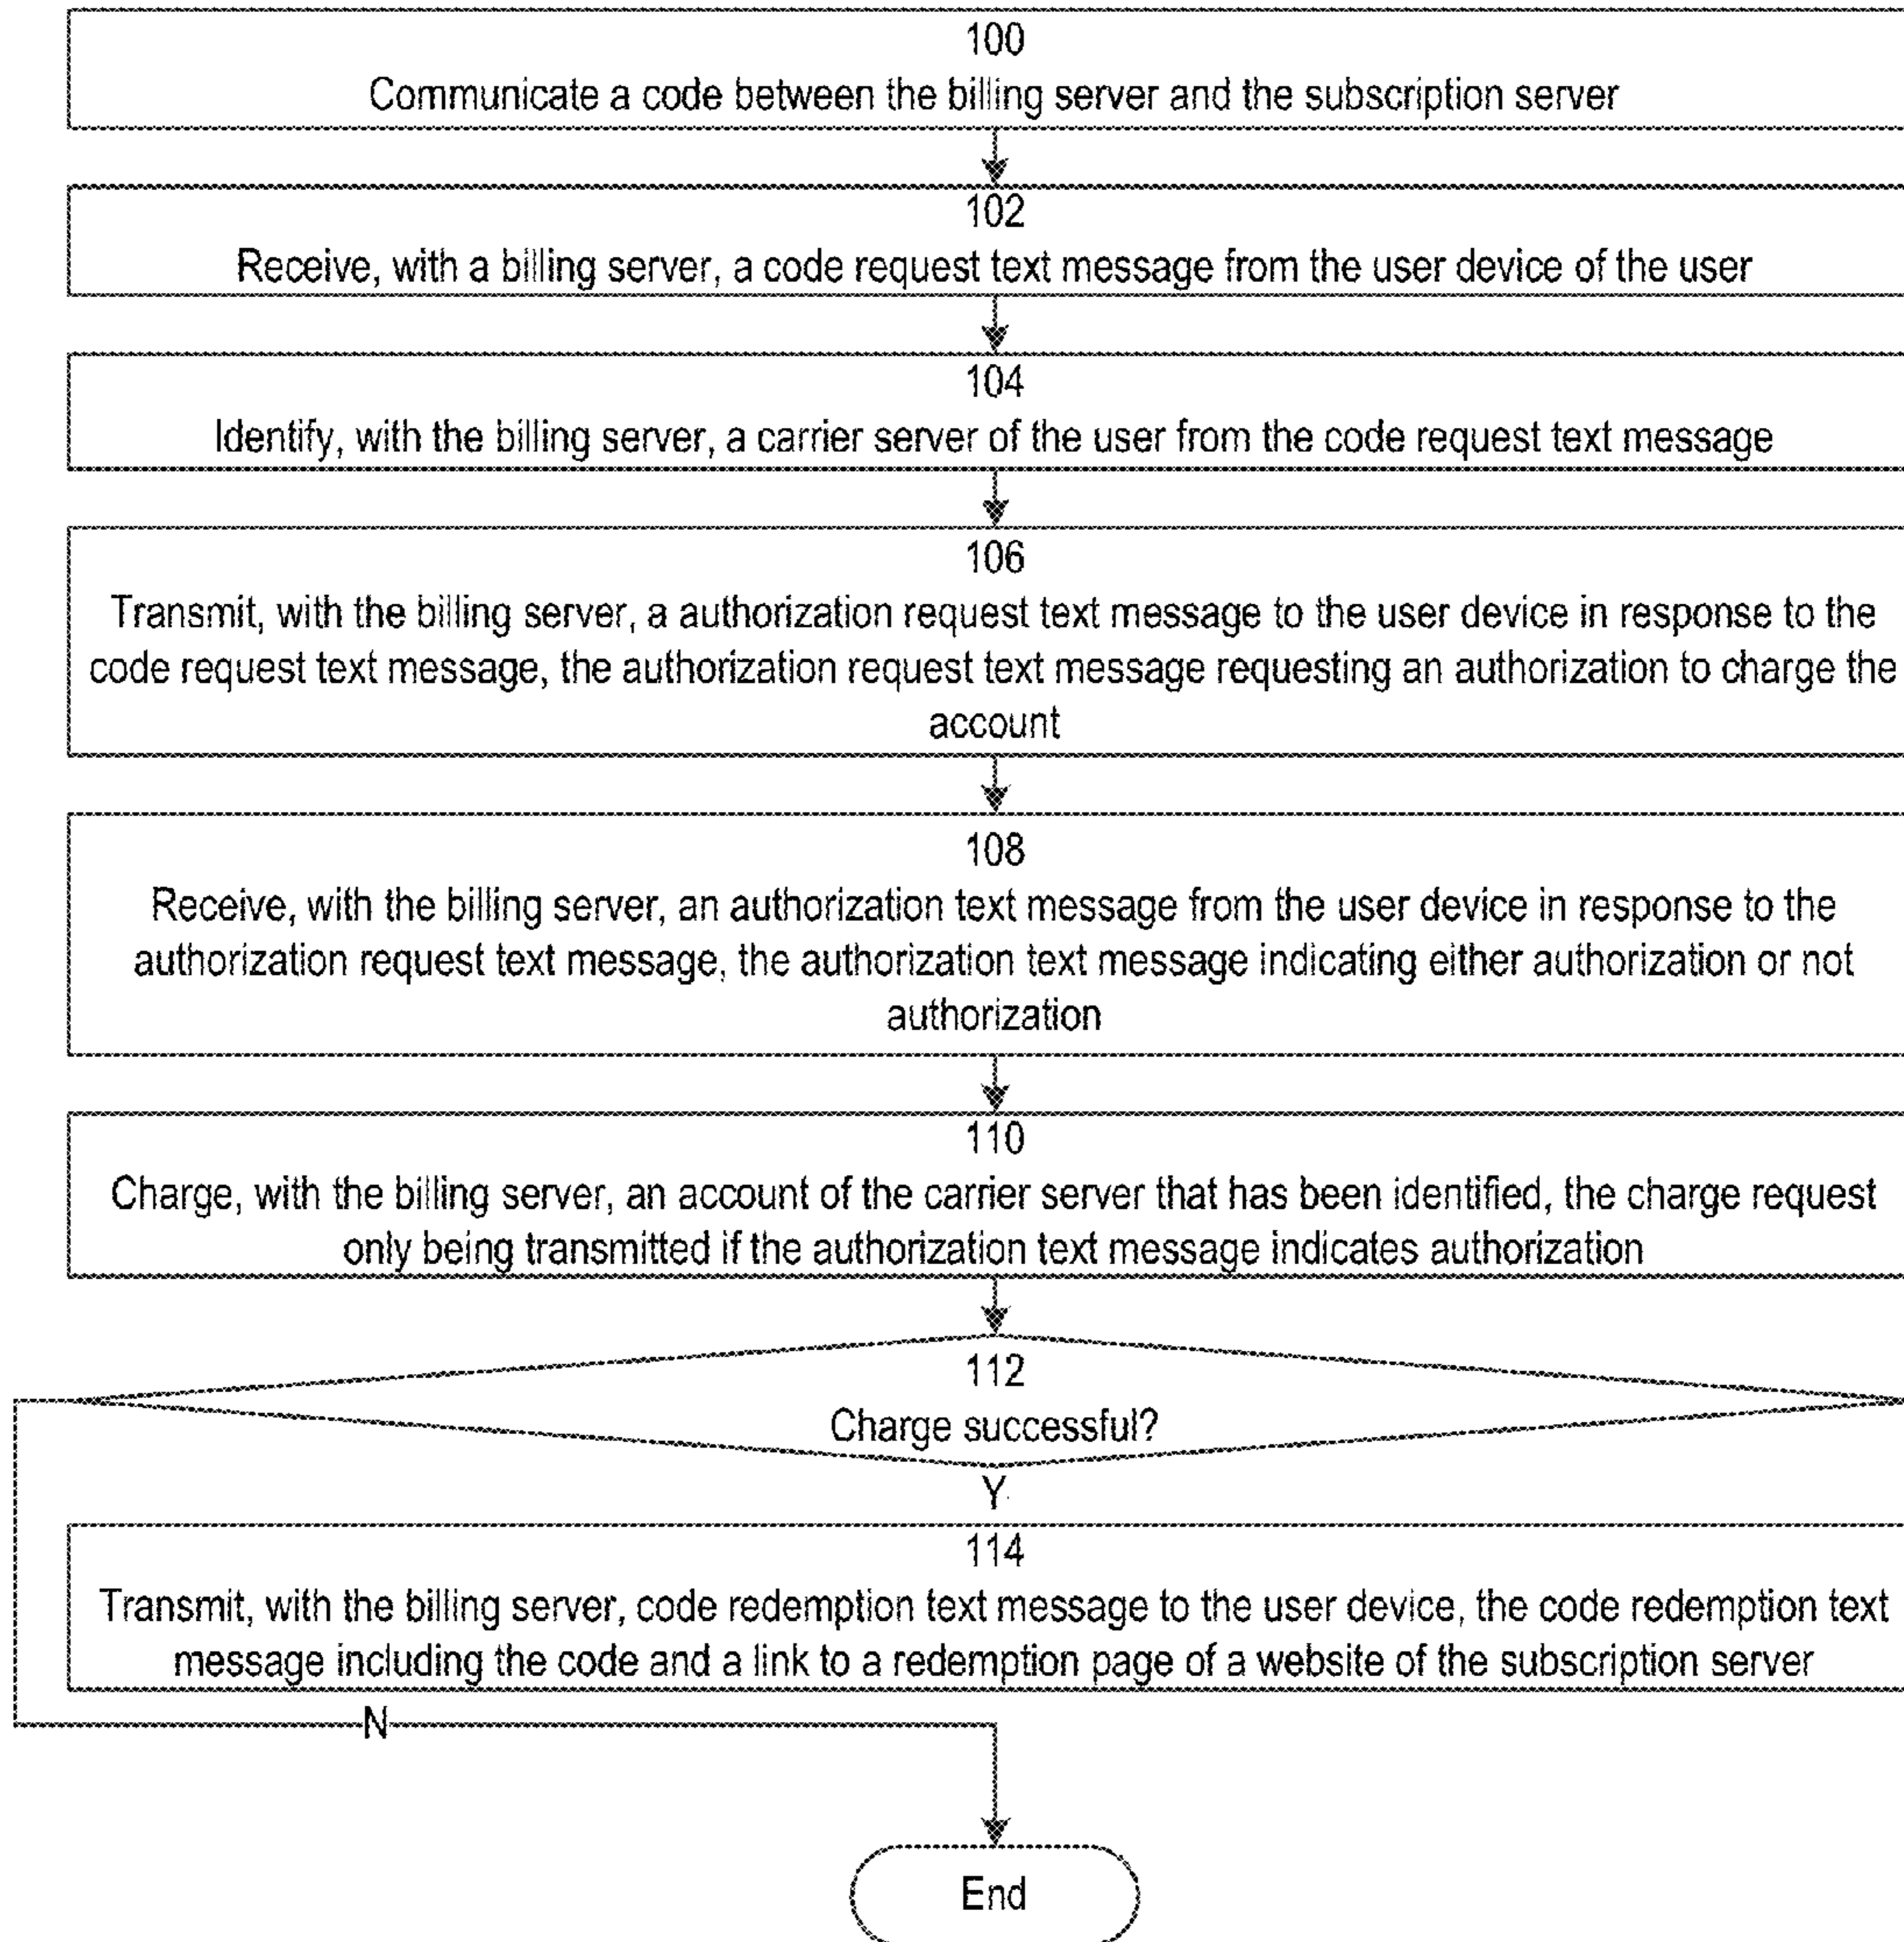 100
Communicate a code between the billing server and the subscription server
102
Receive, with a billing server, a code request text message from the user device of the user
104
Identify, with the billing server, a carrier server of the user from the code request text message
106
Transmit, with the billing server, a authorization request text message to the user device in response to the
code request text message, the authorization request text message requesting an authorization to charge the
account
108
Receive, with the billing server, an authorization text message from the user device in response to the
authorization request text message, the authorization text message indicating either authorization or not
authorization
110
Charge, with the billing server, an account of the carrier server that has been identified, the charge request
only being transmitted if the authorization text message indicates authorization
112
Charge successful?
Y
114
Transmit, with the billing server, code redemption text message to the user device, the code redemption text
message including the code and a link to a redemption page of a website of the subscription server
N
End